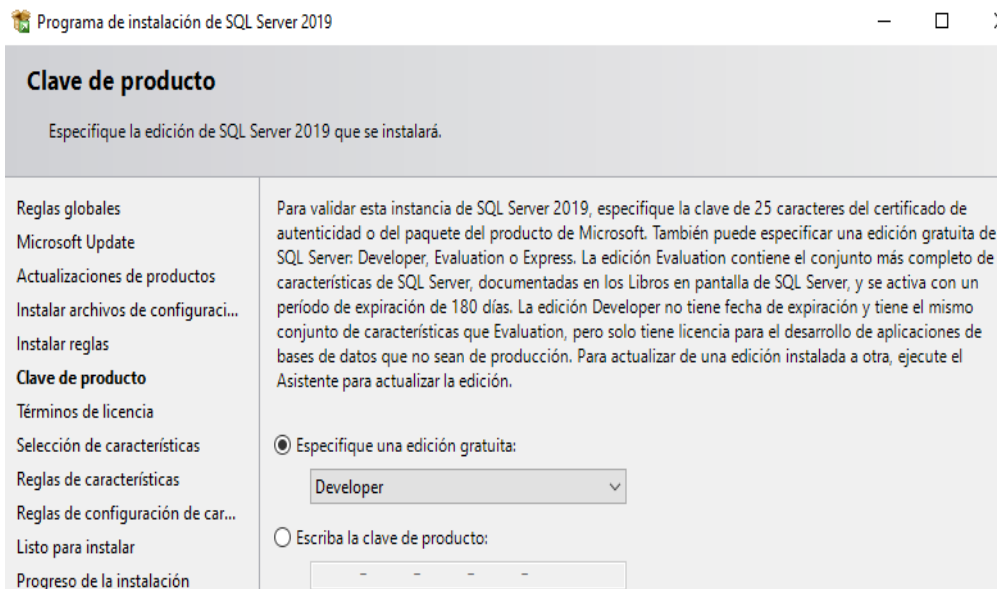 Programa de instalación de SQL Server 2019
Clave de producto
Especifique la edición de SQL Server 2019 que se instalará.
Reglas globales
Microsoft Update
Actualizaciones de productos
Instalar archivos de configuraci...
Instalar reglas
Clave de producto
Términos de licencia
Selección de características
Reglas de características
Reglas de configuración de car...
Listo para instalar
Progreso de la instalación
Para validar esta instancia de SQL Server 2019, especifique la clave de 25 caracteres del certificado de
autenticidad o del paquete del producto de Microsoft. También puede especificar una edición gratuita de
SQL Server: Developer, Evaluation o Express. La edición Evaluation contiene el conjunto más completo de
características de SQL Server, documentadas en los Libros en pantalla de SQL Server, y se activa con un
período de expiración de 180 días. La edición Developer no tiene fecha de expiración y tiene el mismo
conjunto de características que Evaluation, pero solo tiene licencia para el desarrollo de aplicaciones de
bases de datos que no sean de producción. Para actualizar de una edición instalada a otra, ejecute el
Asistente para actualizar la edición.
Especifique una edición gratuita:
Developer
Escriba la clave de producto:
- - - -